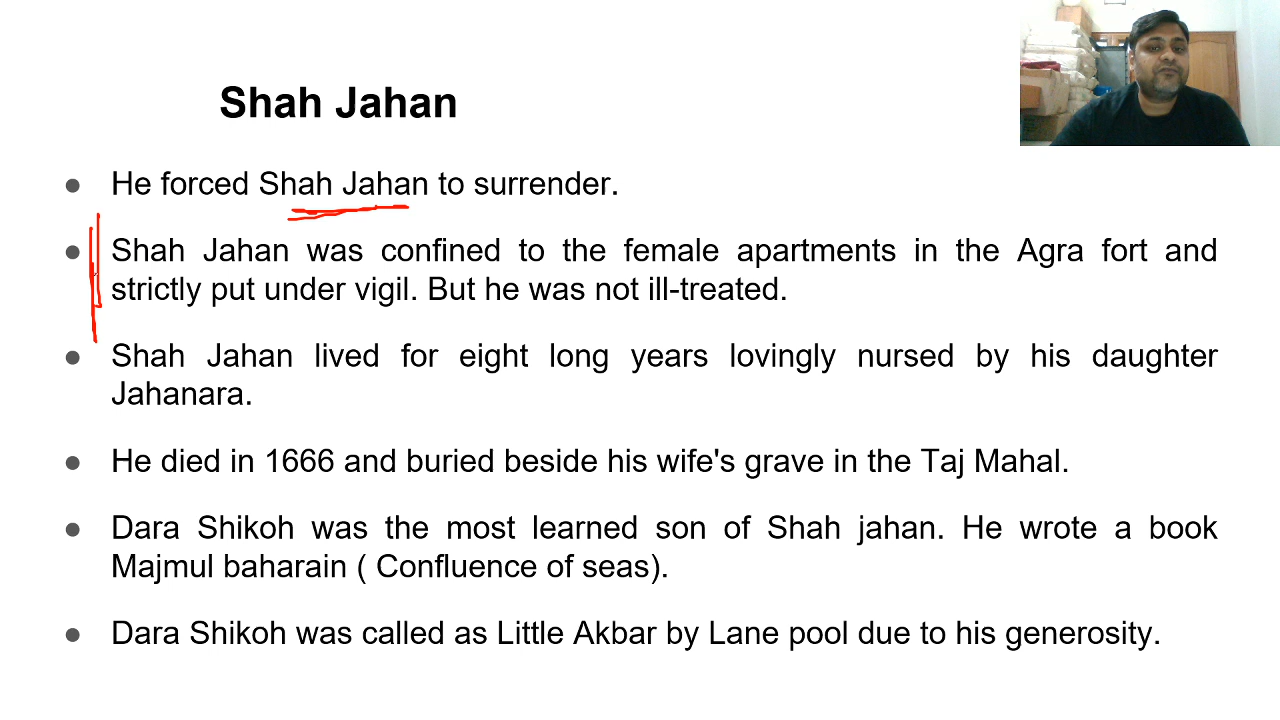 Shah Jahan
● He forced Shah Jahan to surrender.
● Shah Jahan was confined to the female apartments in the Agra fort and
strictly put under vigil. But he was not ill-treated.
● Shah Jahan lived for eight long years lovingly nursed by his daughter
Jahanara.
● He died in 1666 and buried beside his wife's grave in the Taj Mahal.
● Dara Shikoh was the most learned son of Shah jahan. He wrote a book
Majmul baharain ( Confluence of seas).
● Dara Shikoh was called as Little Akbar by Lane pool due to his generosity.